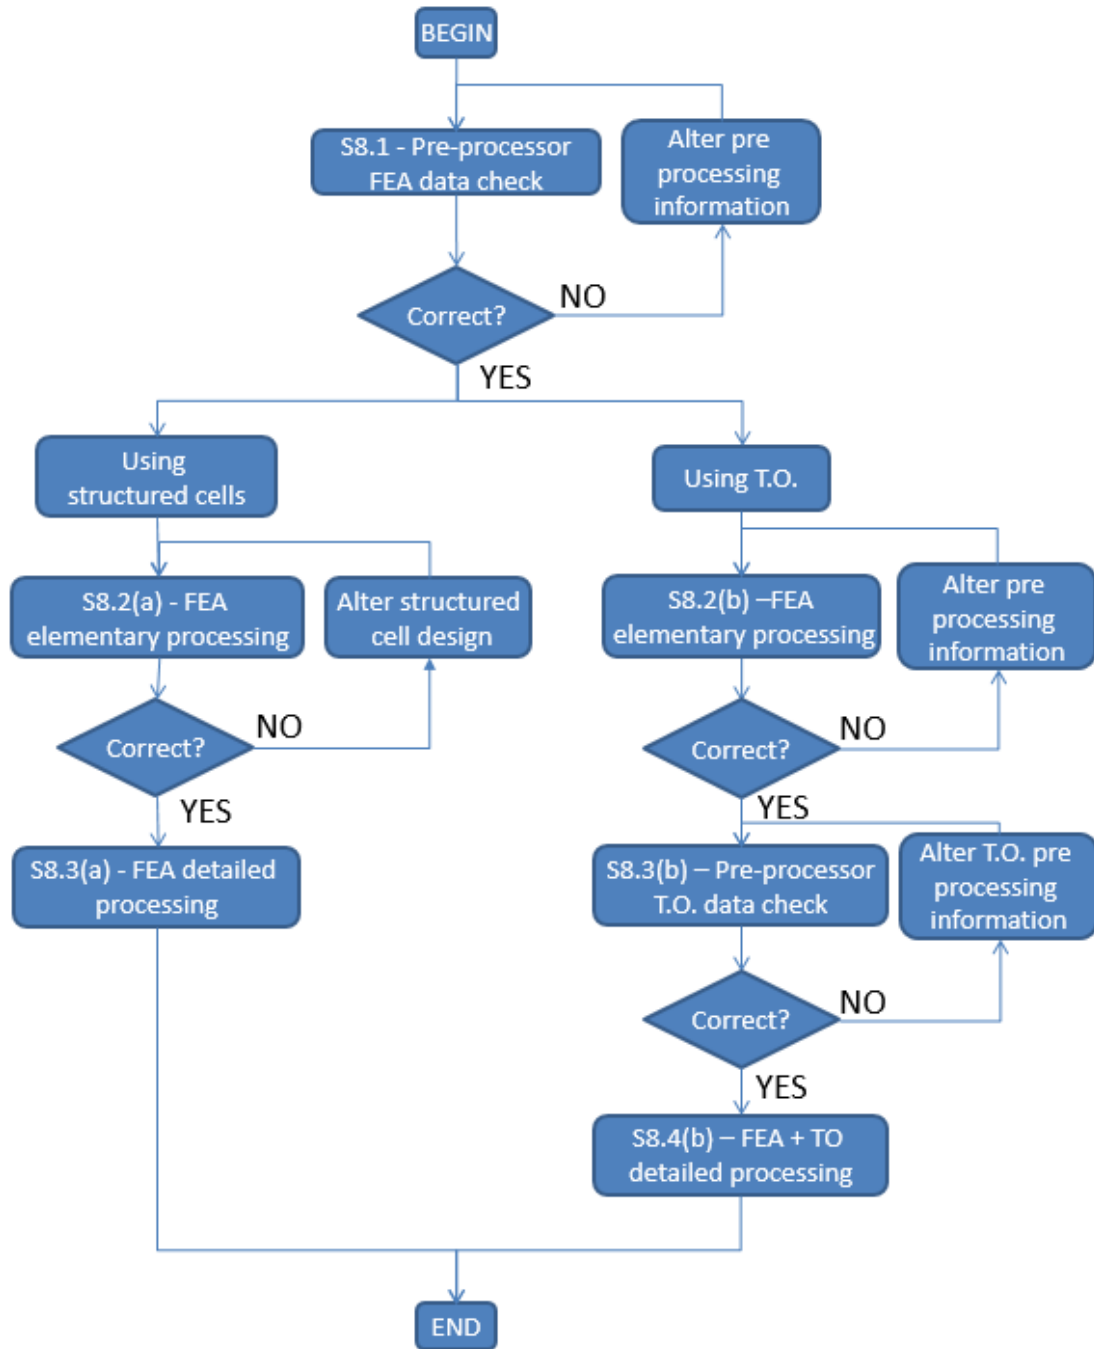 BEGIN
S8.1 - Pre-processor
FEA data check
Alter pre
processing
information
Correct?
NO
YES
Using
structured cells
Using T.O.
S8.2(a) - FEA
elementary processing
Alter structured
cell design
S8.2(b) –FEA
elementary processing
Alter pre
processing
information
Correct?
NO
Correct?
NO
YES
YES
S8.3(a) - FEA detailed
processing
S8.3(b) – Pre-processor
T.O. data check
Alter T.O. pre
processing
information
Correct?
NO
YES
S8.4(b) – FEA + TO
detailed processing
END